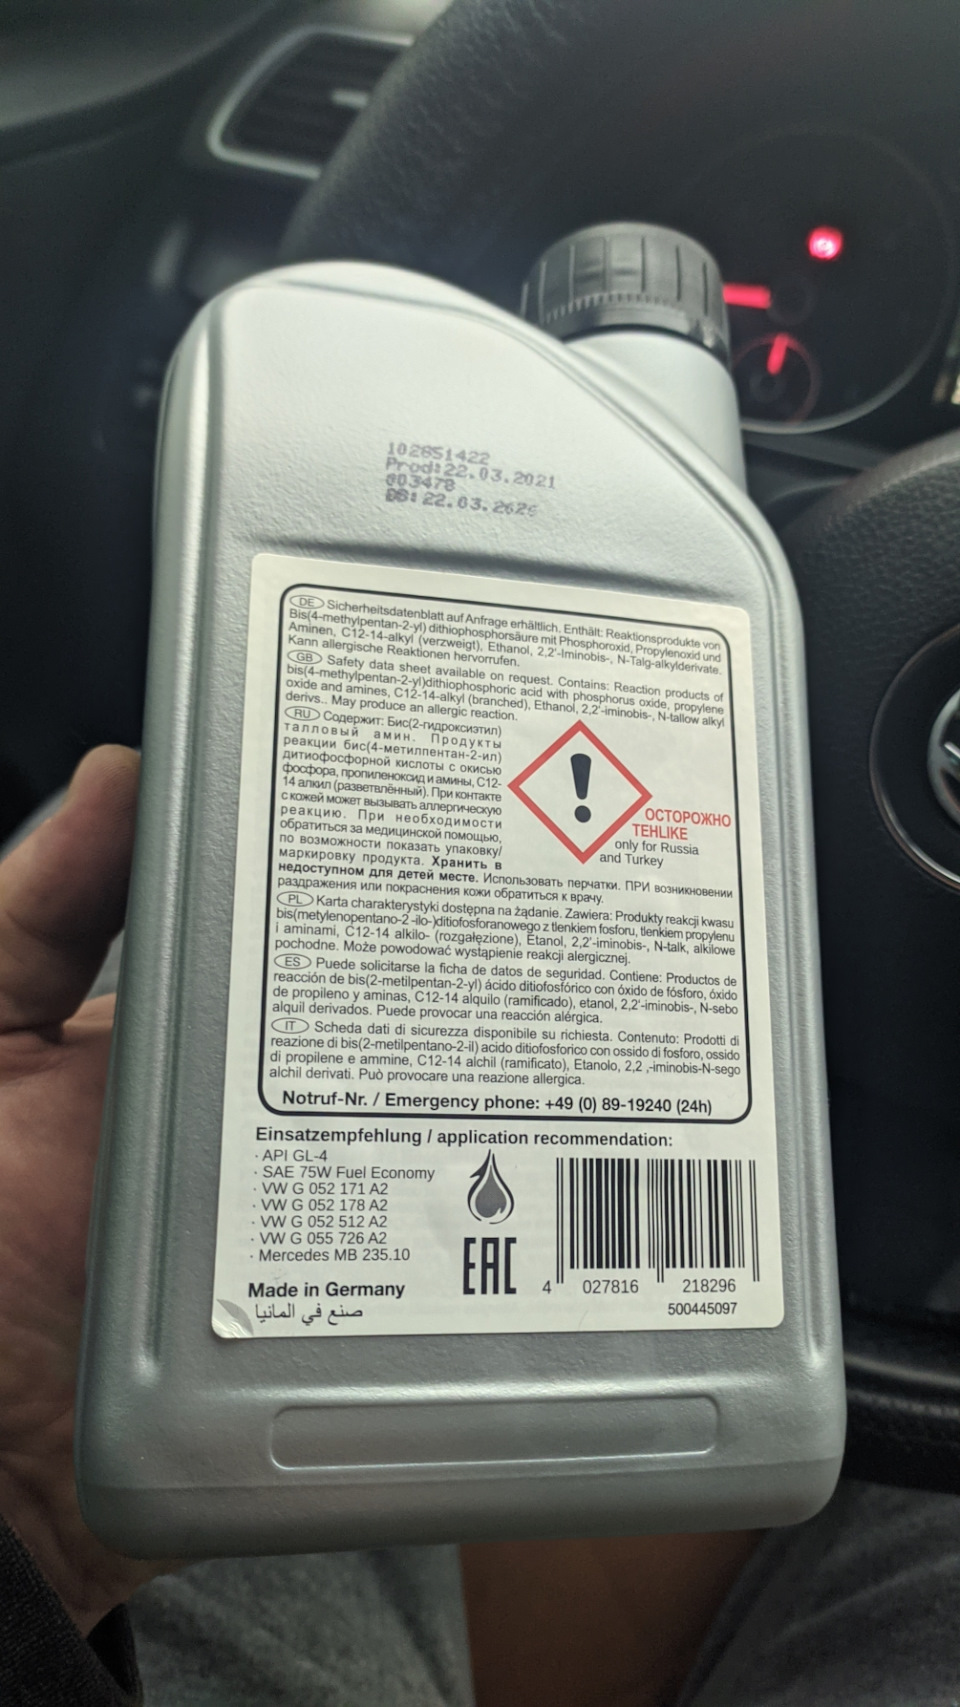 102851422
Prod: 22.03.2021
003478
22.03.2626
DE Sicherheitsdatenblatt auf Anfrage erhältlich. Enthält: Reaktionsprodukte von
Bis(4-methylpentan-2-yl) dithiophosphorsäure mit Phosphoroxid, Propylenoxid und
Aminen, C12-14-alkyl (verzweigt), Ethanol, 2,2'-Iminobis-, N-Talg-alkylderivate.
Kann allergische Reaktionen hervorrufen.
GB Safety data sheet available on request. Contains: Reaction products of
bis(4-methylpentan-2-yl)dithiophosphoric acid with phosphorus oxide, propylene
oxide and amines, C12-14-alkyl (branched), Ethanol, 2,2'-iminobis-, N-tallow alkyl
derivs.. May produce an allergic reaction.
RU Содержит: Бис(2-гидроксиэтил)
талловый амин. Продукты
реакции бис(4-метилпентан-2-ил)
дитиофосфорной кислоты с окисью
фосфора, пропиленоксид и амины, C12-
14 алкил (разветвлённый). При контакте
с кожей может вызывать аллергическую
реакцию. При необходимости
обратиться за медицинской помощью,
по возможности показать упаковку/
маркировку продукта. Хранить в
недоступном для детей месте. Использовать перчатки. ПРИ возникновении
раздражения или покраснения кожи обратиться к врачу.
ОСТОРОЖНО
TEHLIKE
only for Russia
and Turkey
PL Karta charakterystyki dostępna na żądanie. Zawiera: Produkty reakcji kwasu
bis(metylenopentano-2 -ilo-)ditiofosforanowego z tlenkiem fosforu, tlenkiem propylenu
i aminami, C12-14 alkilo- (rozgałęzione), Etanol, 2,2'-iminobis-, N-talk, alkilowe
pochodne. Może powodować wystąpienie reakcji alergicznej.
ES Puede solicitarse la ficha de datos de seguridad. Contiene: Productos de
reacción de bis(2-metilpentan-2-yl) ácido ditiofosfórico con óxido de fósforo, óxido
de propileno y aminas, C12-14 alquilo (ramificado), etanol, 2,2'-iminobis-, N-sebo
alquil derivados. Puede provocar una reacción alérgica.
IT Scheda dati di sicurezza disponibile su richiesta. Contenuto: Prodotti di
reazione di bis(2-metilpentano-2-il) acido ditiofosforico con ossido di fosforo, ossido
di propilene e ammine, C12-14 alchil (ramificato), Etanolo, 2,2 ,-iminobis-N-sego
alchil derivati. Può provocare una reazione allergica.
Notruf-Nr. / Emergency phone: +49 (0) 89-19240 (24h)
Einsatzempfehlung / application recommendation:
· API GL-4
· SAE 75W Fuel Economy
· VW G 052 171 A2
· VW G 052 178 A2
· VW G 052 512 A2
· VW G 055 726 A2
· Mercedes MB 235.10
EAC
4 027816 218296
500445097
Made in Germany
صنع في المانيا